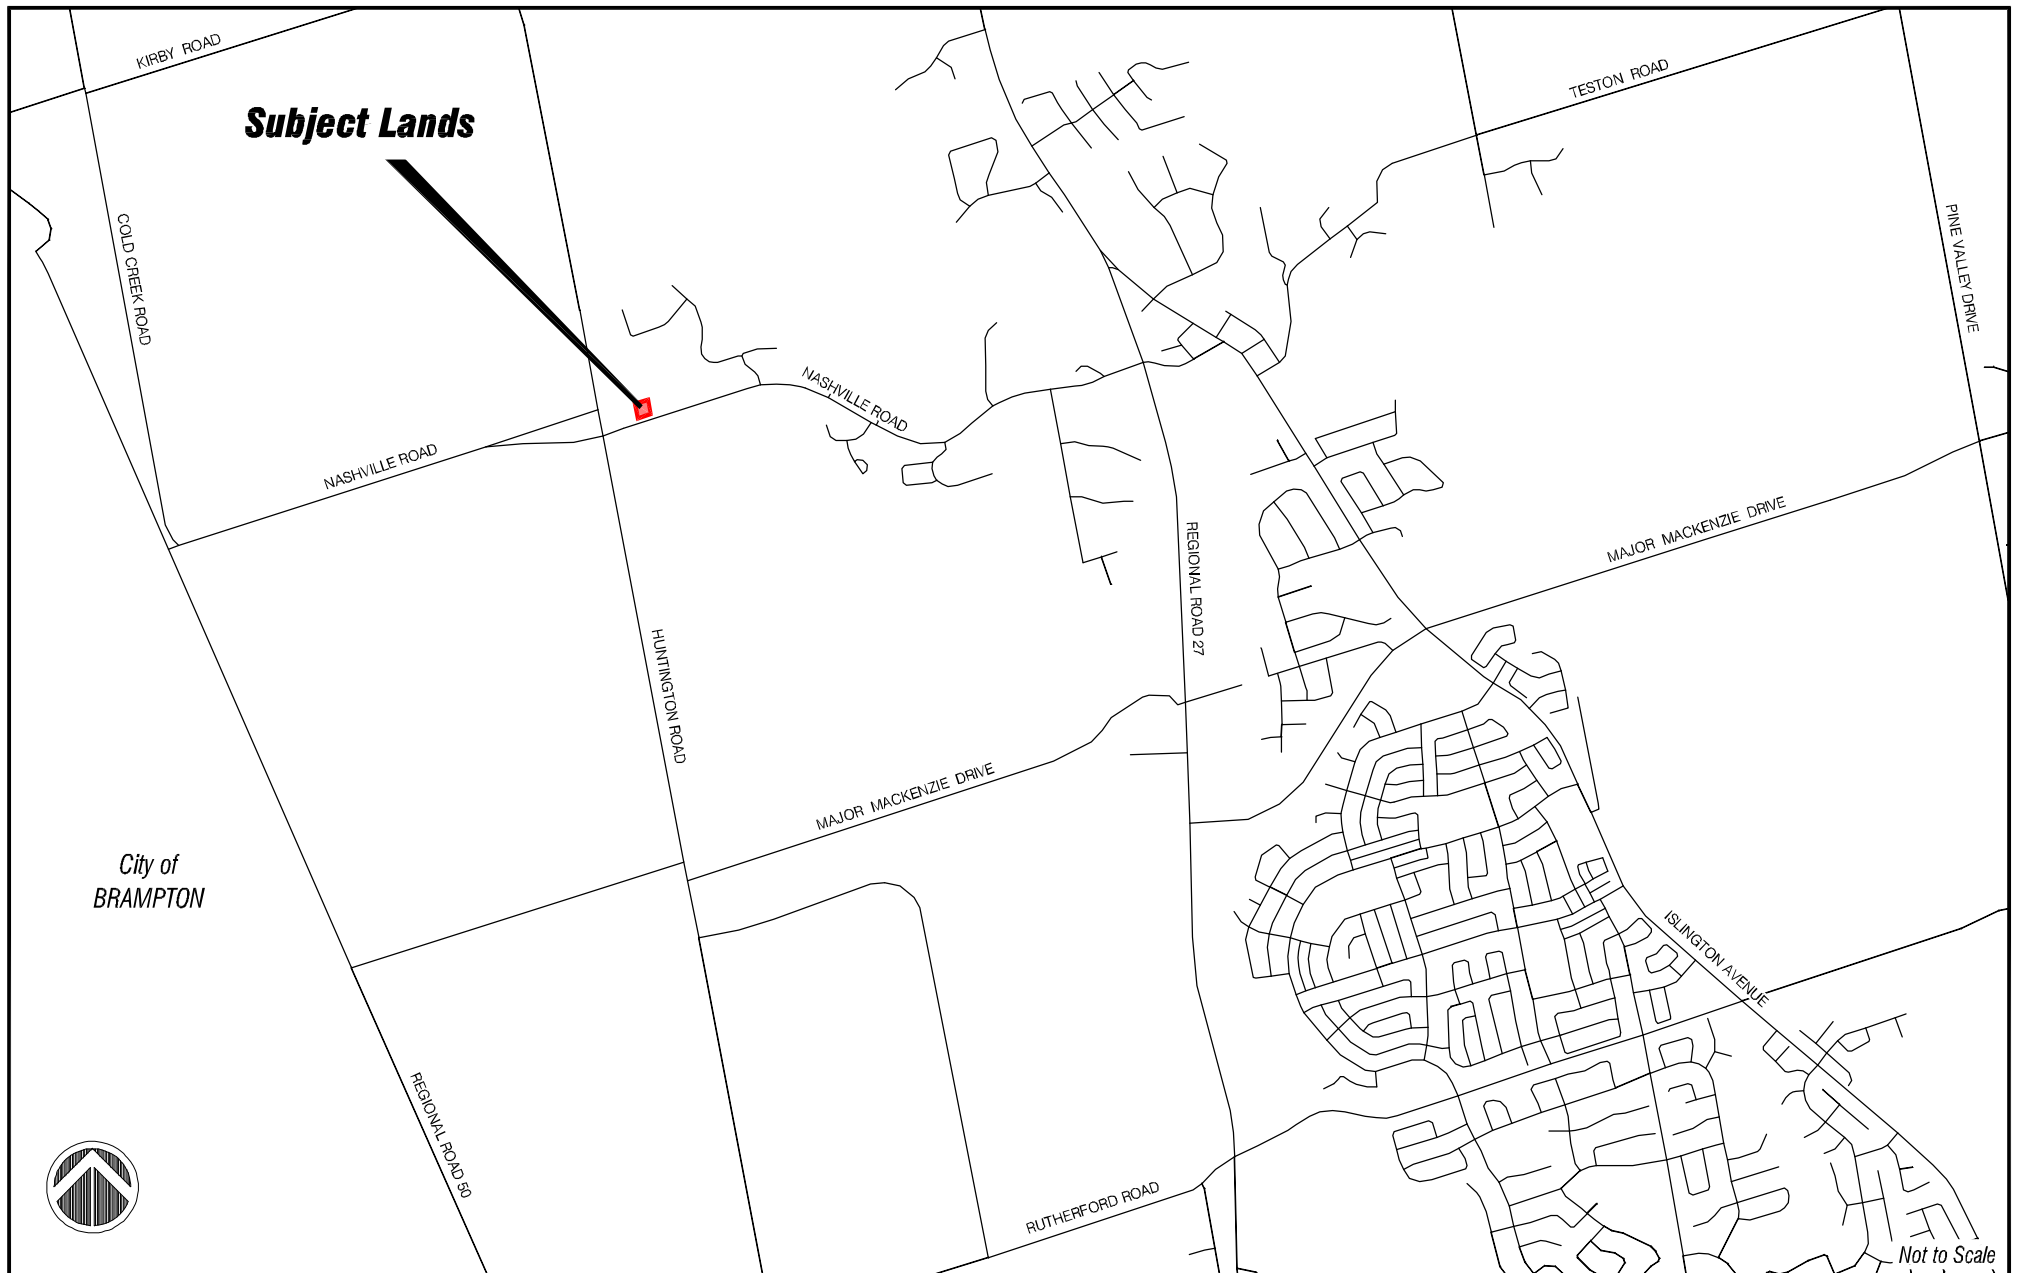 KIRBY ROAD
TESTON ROAD
Subject Lands
COLD CREEK ROAD
PINE VALLEY DRIVE
NASHVILLE ROAD
NASHVILLE ROAD
MAJOR MACKENZIE DRIVE
REGIONAL ROAD 27
HUNTINGTON ROAD
MAJOR MACKENZIE DRIVE
City of
BRAMPTON
ISLINGTON AVENUE
REGIONAL ROAD 50
RUTHERFORD ROAD
Not to Scale